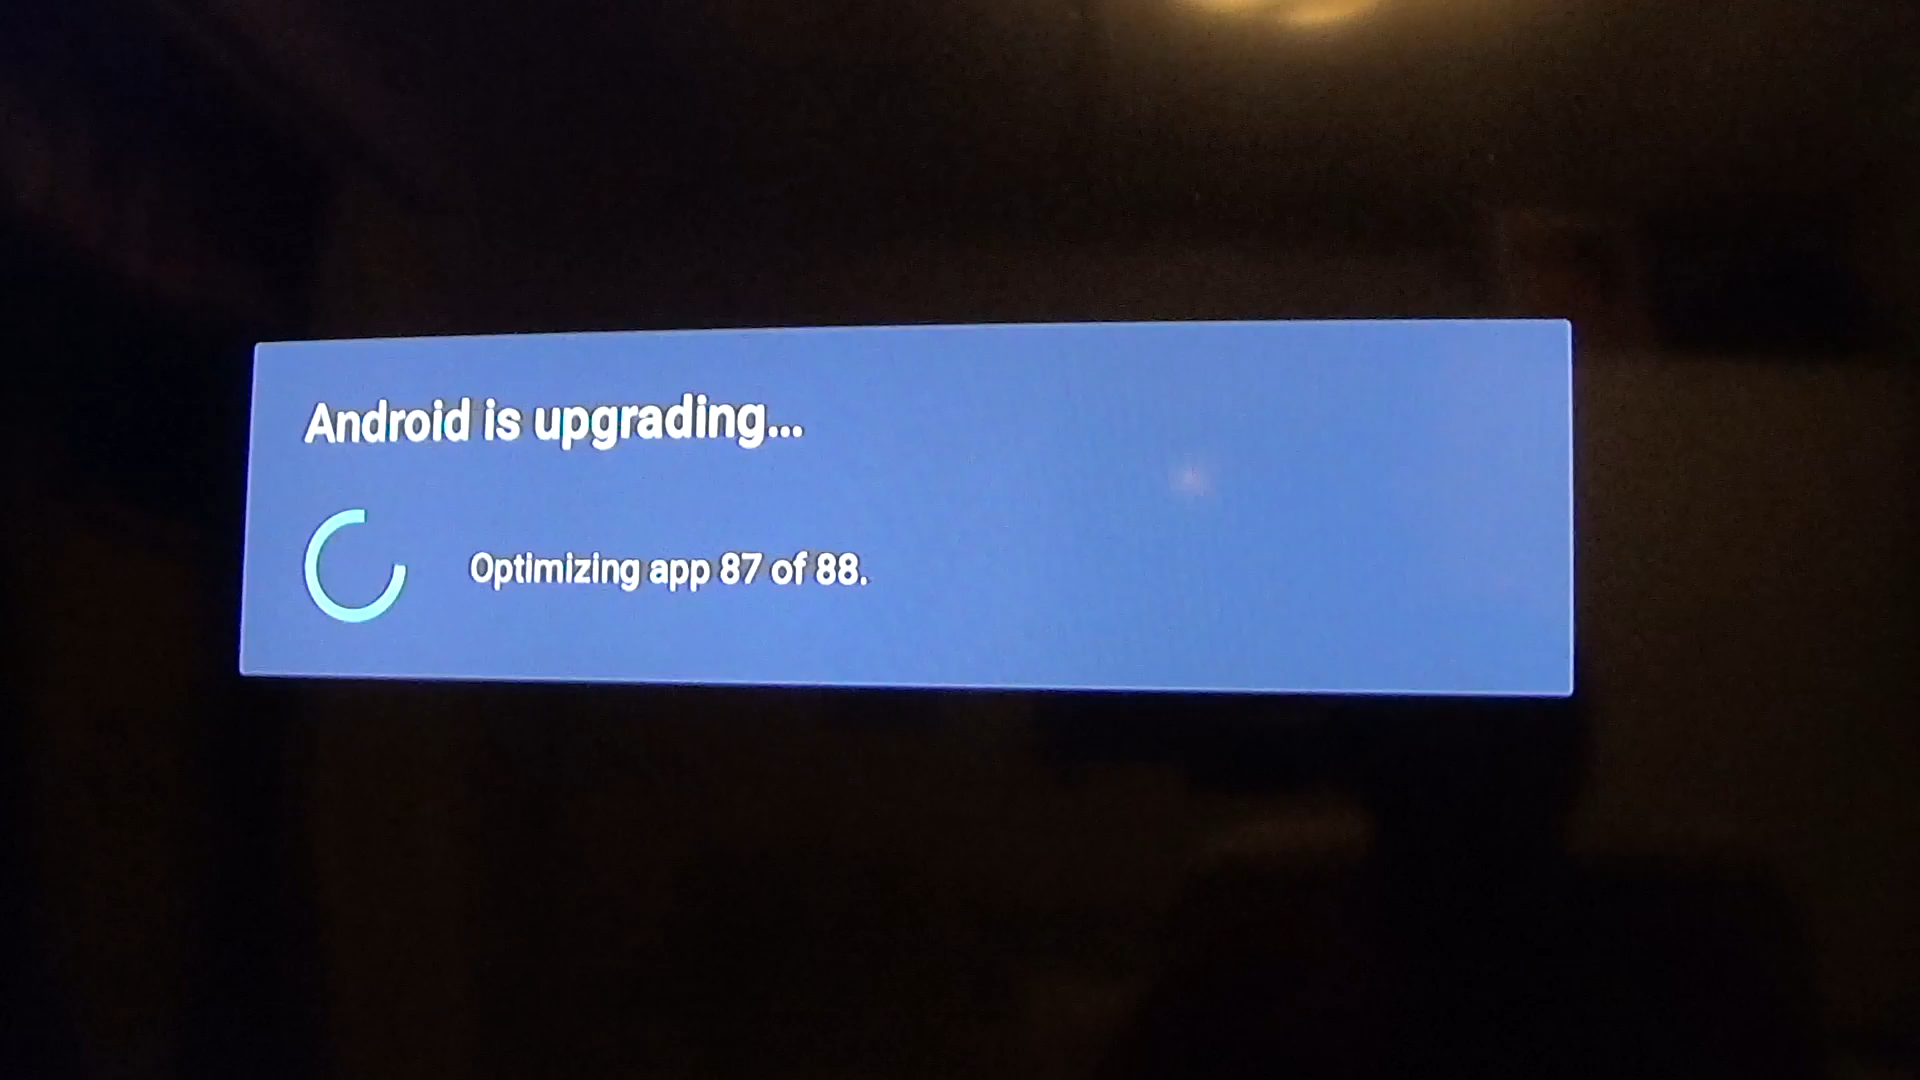 Android is upgrading...
Optimizing app 87 of 88.